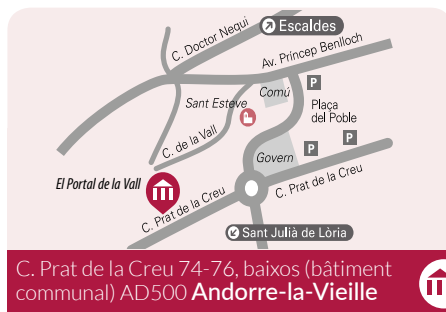 C. Doctor Nequi
Escaldes
Av. Príncep Benlloch
Comú
P
Sant Esteve
Plaça
del Poble
C. de la Vall
P
P
Govern
El Portal de la Vall
C. Prat de la Creu
C. Prat de la Creu
Sant Julià de Lòria
C. Prat de la Creu 74-76, baixos (bâtiment
communal) AD500 Andorre-la-Vieille